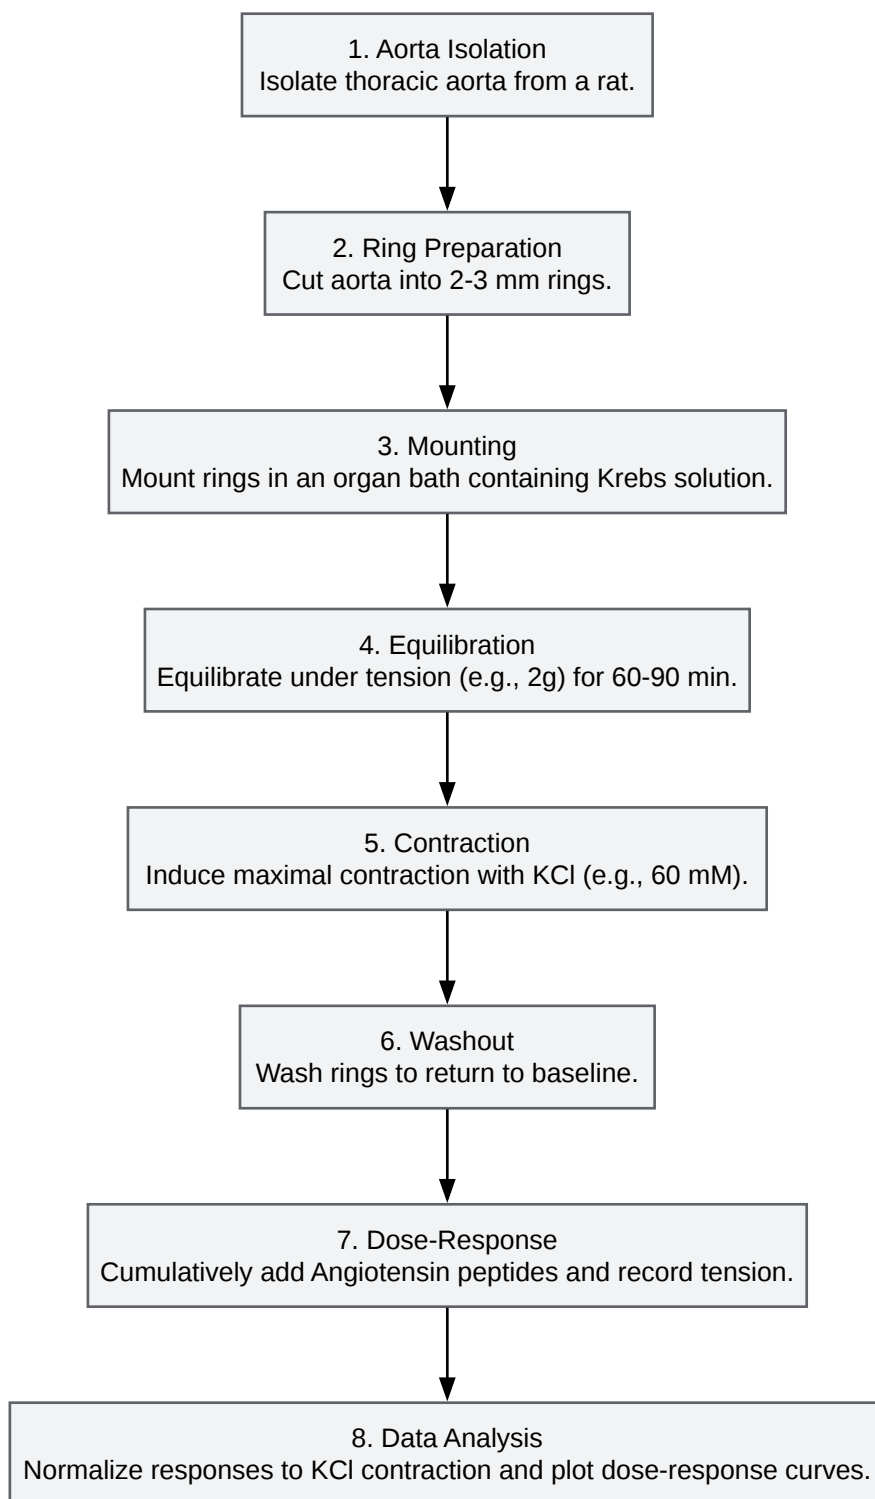 1. Aorta Isolation
Isolate thoracic aorta from a rat.
2. Ring Preparation
Cut aorta into 2-3 mm rings.
3. Mounting
Mount rings in an organ bath containing Krebs solution.
4. Equilibration
Equilibrate under tension (e.g., 2g) for 60-90 min.
5. Contraction
Induce maximal contraction with KCl (e.g., 60 mM).
6. Washout
Wash rings to return to baseline.
7. Dose-Response
Cumulatively add Angiotensin peptides and record tension.
8. Data Analysis
Normalize responses to KCl contraction and plot dose-response curves.